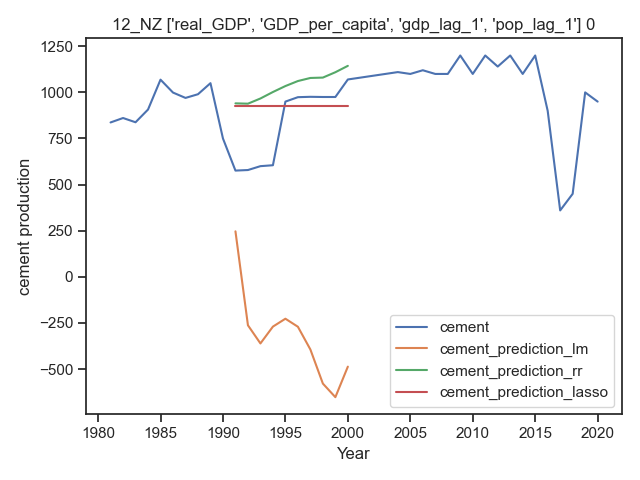 12_NZ ['real_GDP', 'GDP_per_capita', 'gdp_lag_1', 'pop_lag_1'] 0
1250
1000
750
500
250
0
−250
−500
cement production
1980
1985
1990
1995
2000
2005
2010
2015
2020
Year
cement
cement_prediction_lm
cement_prediction_rr
cement_prediction_lasso